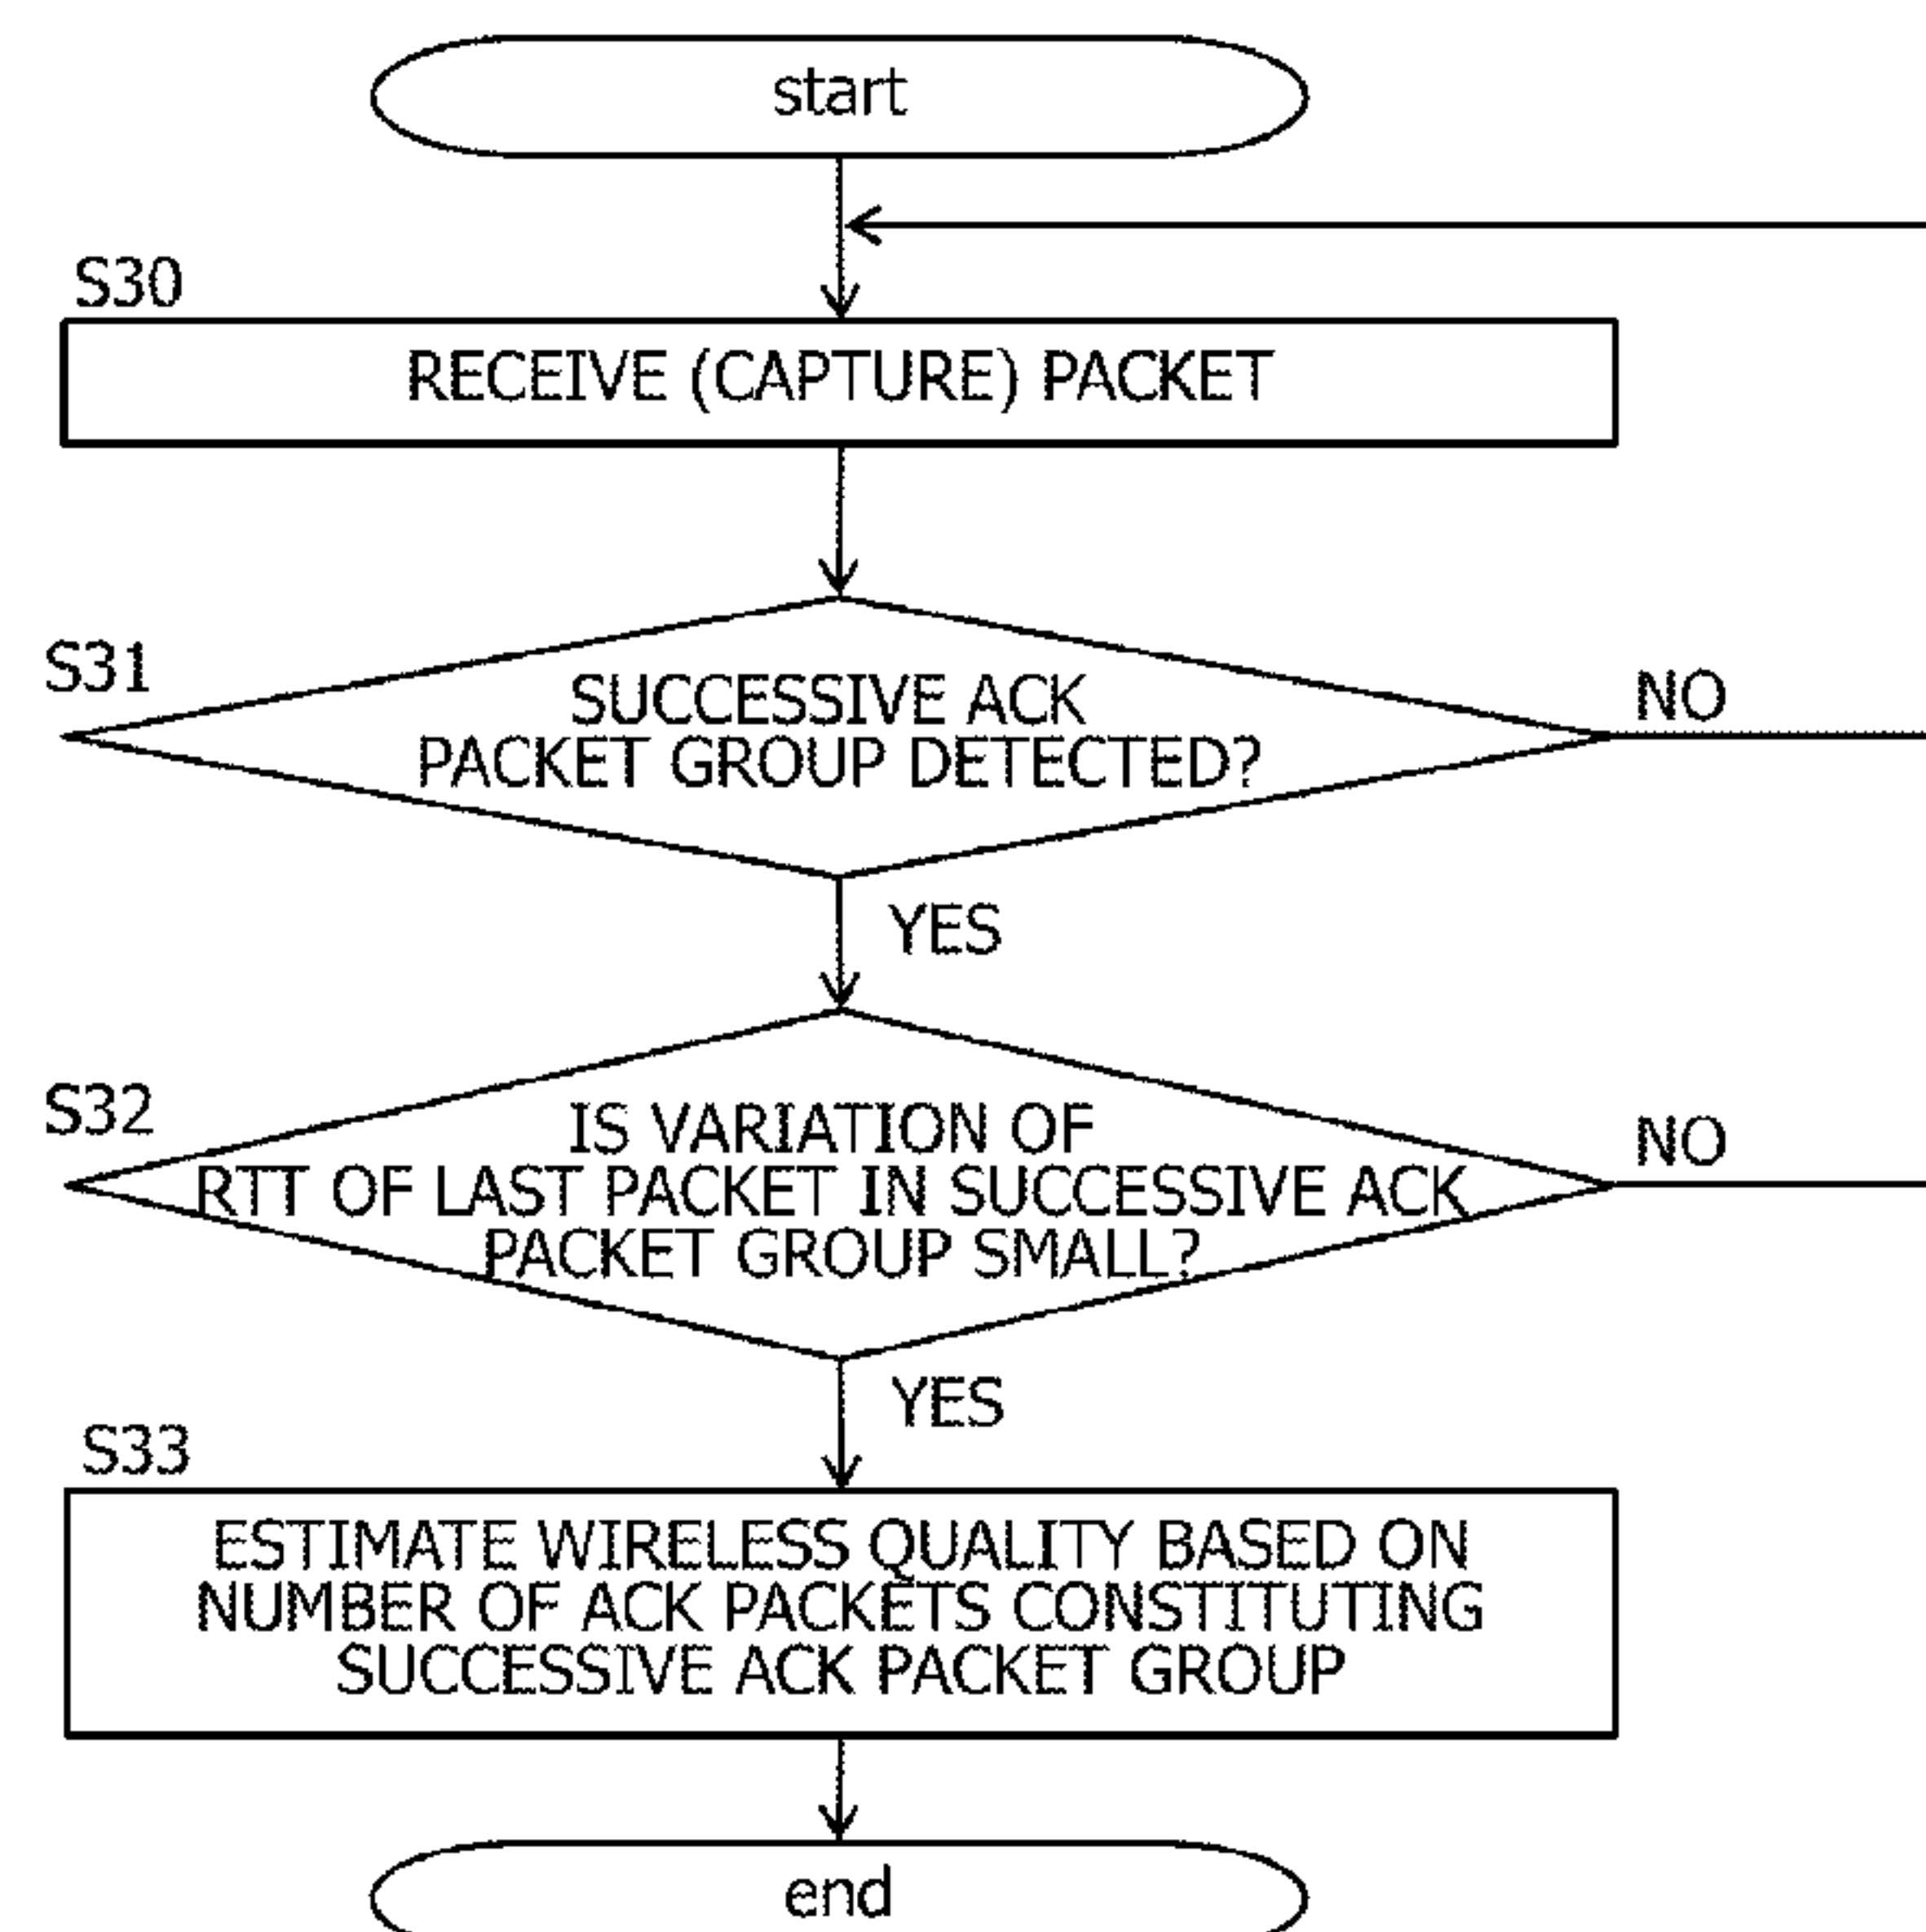 start
S30
RECEIVE (CAPTURE) PACKET
S31
SUCCESSIVE ACK
PACKET GROUP DETECTED?
NO
YES
S32
IS VARIATION OF
RTT OF LAST PACKET IN SUCCESSIVE ACK
PACKET GROUP SMALL?
NO
YES
S33
ESTIMATE WIRELESS QUALITY BASED ON
NUMBER OF ACK PACKETS CONSTITUTING
SUCCESSIVE ACK PACKET GROUP
end